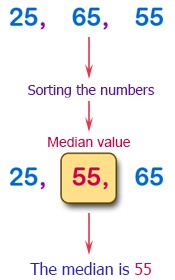 25, 65, 55
Sorting the numbers
Median value
25, 55, 65
The median is 55